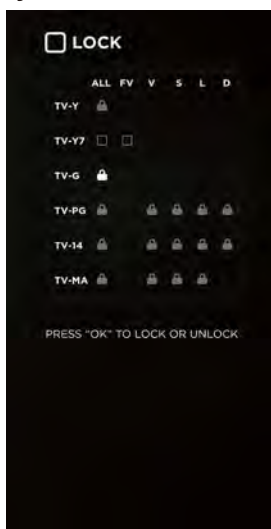 LOCK
ALL FV V S L D
TV-Y
TV-Y7
TV-G
TV-PG
TV-14
TV-MA
PRESS "OK" TO LOCK OR UNLOCK